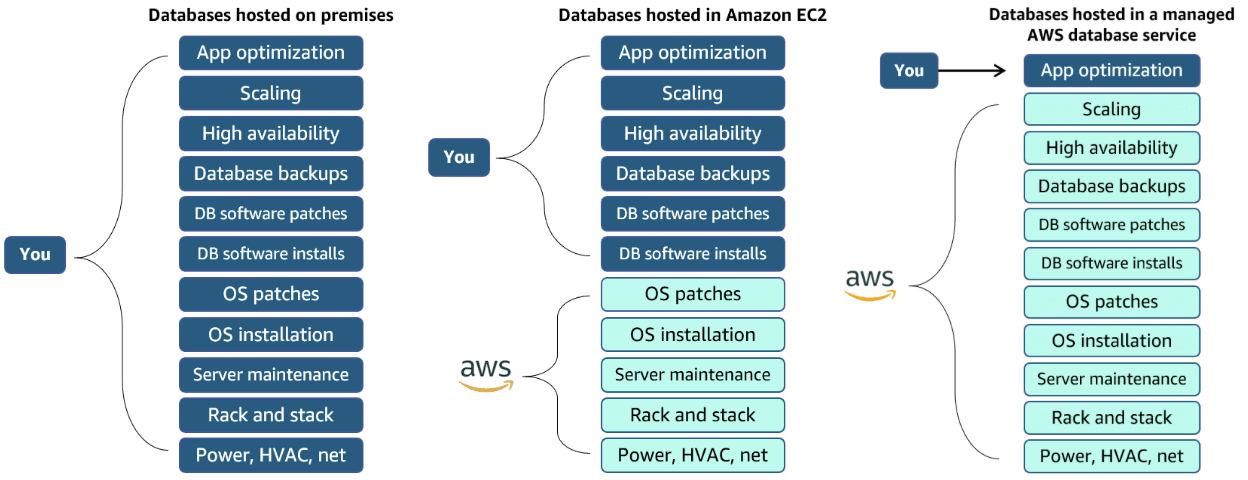 Databases hosted on premises
You
App optimization
Scaling
High availability
Database backups
DB software patches
DB software installs
OS patches
OS installation
Server maintenance
Rack and stack
Power, HVAC, net
Databases hosted in Amazon EC2
You
App optimization
Scaling
High availability
Database backups
DB software patches
DB software installs
aws
OS patches
OS installation
Server maintenance
Rack and stack
Power, HVAC, net
Databases hosted in a managed
AWS database service
You
App optimization
aws
Scaling
High availability
Database backups
DB software patches
DB software installs
OS patches
OS installation
Server maintenance
Rack and stack
Power, HVAC, net